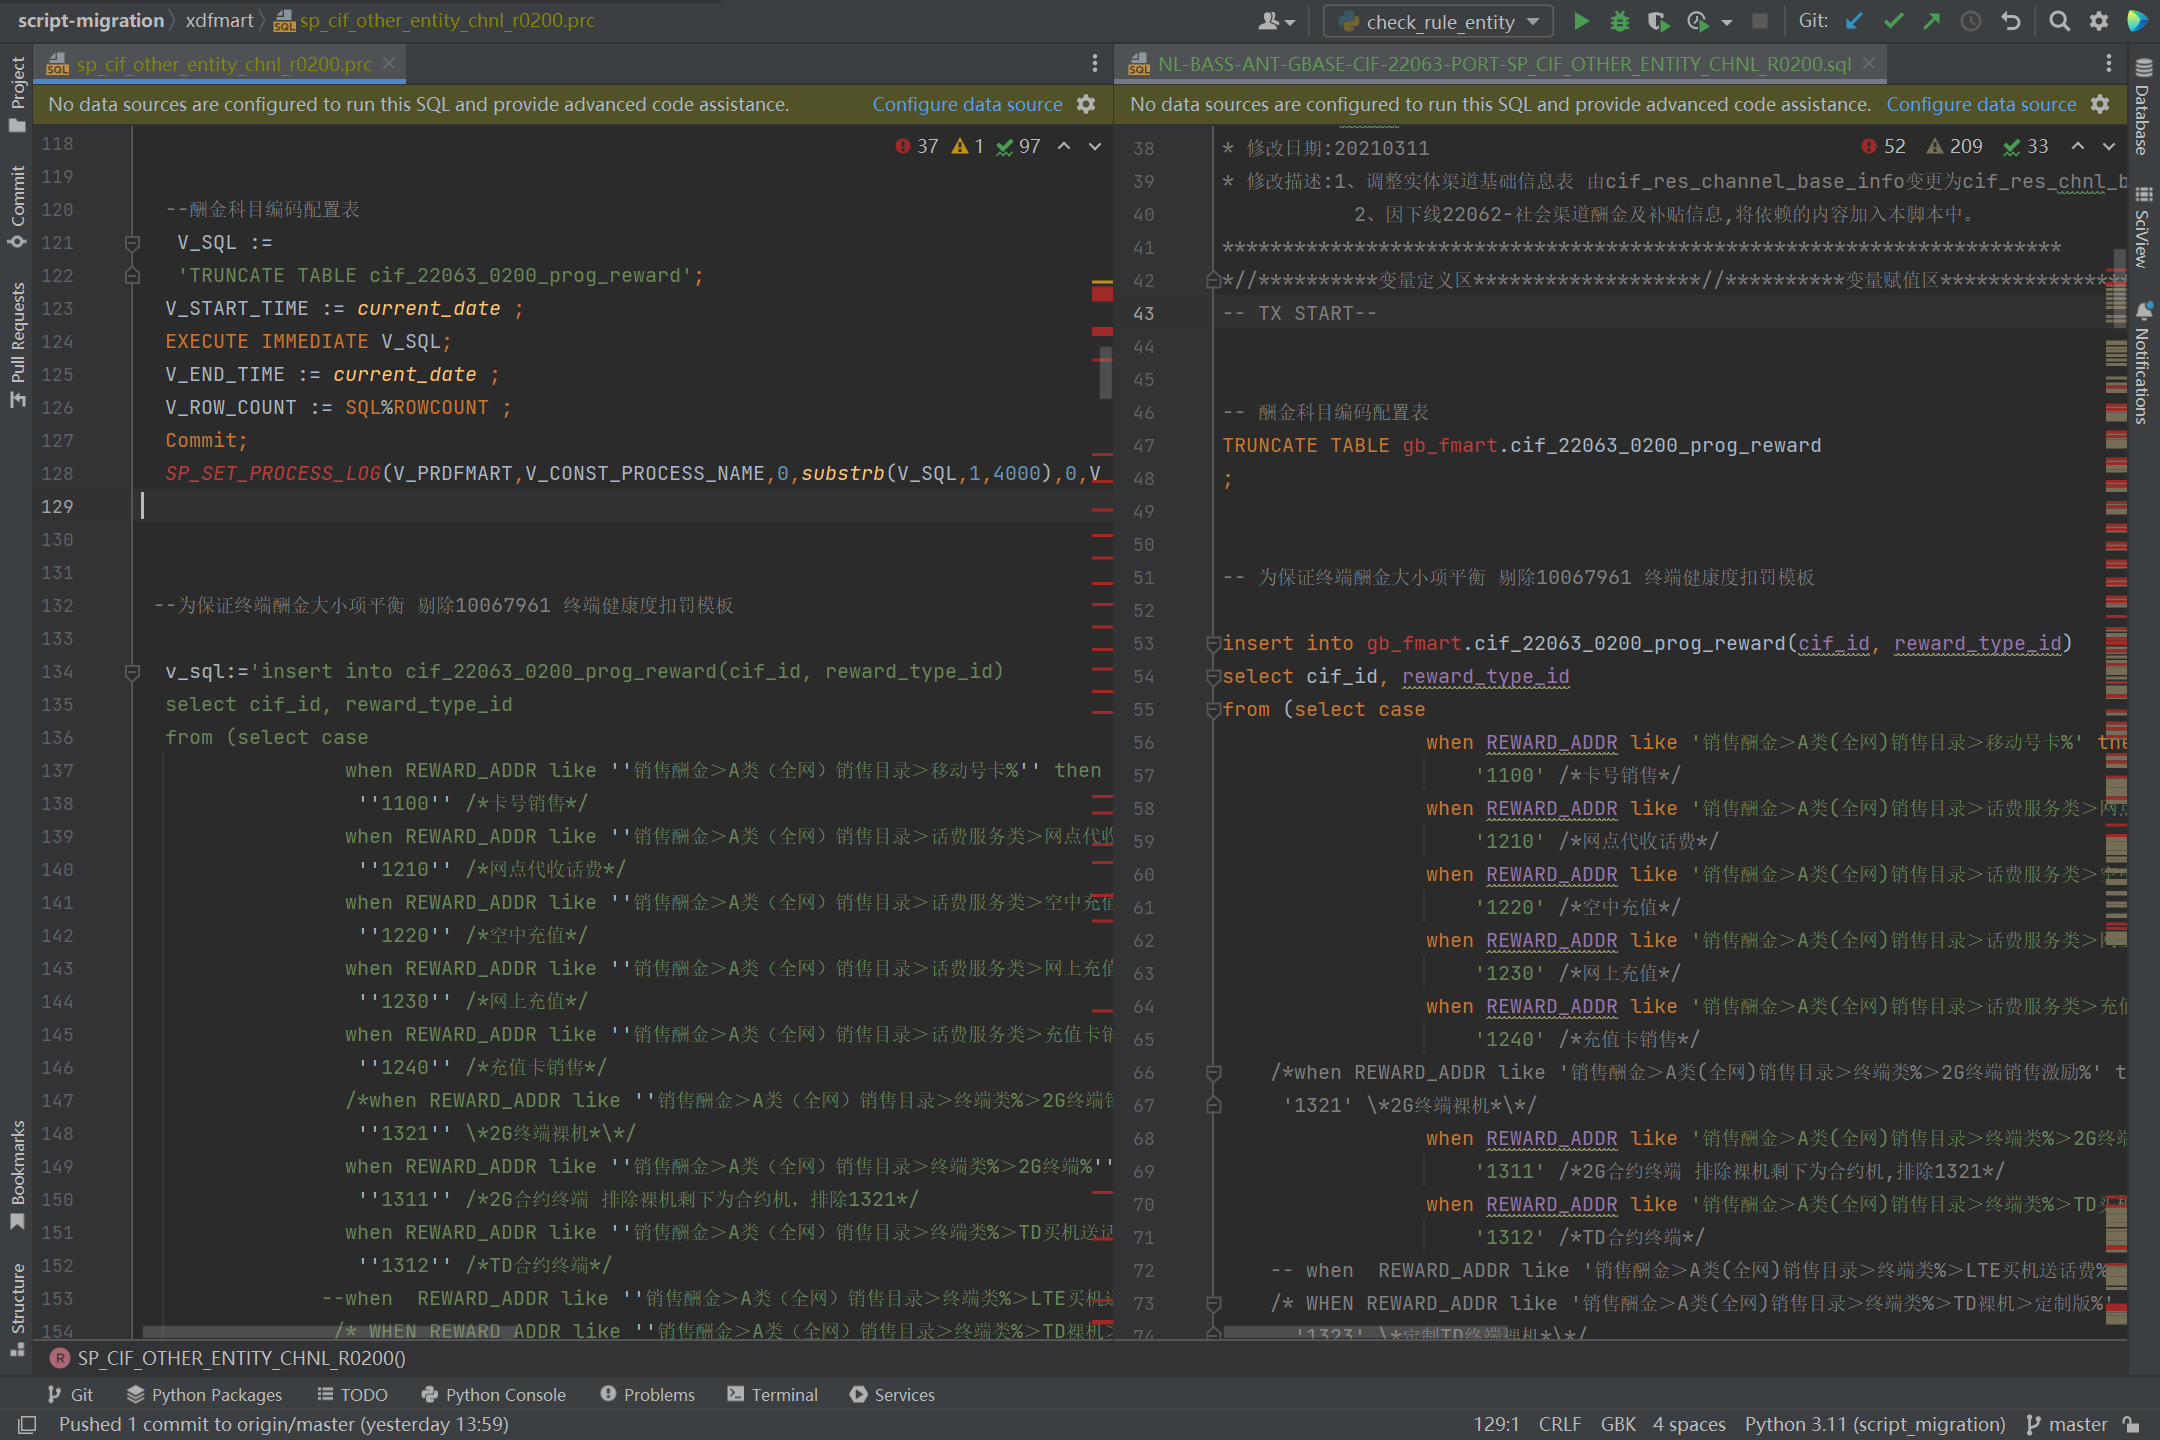 script-migration xdfmart sp_cif_other_entity_chnl_r0200.prc
check_rule_entity
Git:
sp_cif_other_entity_chnl_r0200.prc
NL-BASS-ANT-GBASE-CIF-22063-PORT-SP_CIF_OTHER_ENTITY_CHNL_R0200.sql
No data sources are configured to run this SQL and provide advanced code assistance. Configure data source
No data sources are configured to run this SQL and provide advanced code assistance. Configure data source
Project
Commit
Pull Requests
Bookmarks
Structure
37 1 97
118
119
120 --酬金科目编码配置表
121 V_SQL :=
122 'TRUNCATE TABLE cif_22063_0200_prog_reward';
123 V_START_TIME := current_date ;
124 EXECUTE IMMEDIATE V_SQL;
125 V_END_TIME := current_date ;
126 V_ROW_COUNT := SQL%ROWCOUNT ;
127 Commit;
128 SP_SET_PROCESS_LOG(V_PRDFMART,V_CONST_PROCESS_NAME,0,substrb(V_SQL,1,4000),0,V
129
130
131
132 --为保证终端酬金大小项平衡 剔除10067961 终端健康度扣罚模板
133
134 v_sql:='insert into cif_22063_0200_prog_reward(cif_id, reward_type_id)
135 select cif_id, reward_type_id
136 from (select case
137 when REWARD_ADDR like ''销售酬金＞A类（全网）销售目录＞移动号卡%'' then
138 ''1100'' /*卡号销售*/
139 when REWARD_ADDR like ''销售酬金＞A类（全网）销售目录＞话费服务类＞网点代收
140 ''1210'' /*网点代收话费*/
141 when REWARD_ADDR like ''销售酬金＞A类（全网）销售目录＞话费服务类＞空中充值
142 ''1220'' /*空中充值*/
143 when REWARD_ADDR like ''销售酬金＞A类（全网）销售目录＞话费服务类＞网上充值
144 ''1230'' /*网上充值*/
145 when REWARD_ADDR like ''销售酬金＞A类（全网）销售目录＞话费服务类＞充值卡销
146 ''1240'' /*充值卡销售*/
147 /*when REWARD_ADDR like ''销售酬金＞A类（全网）销售目录＞终端类%＞2G终端销
148 ''1321'' \*2G终端裸机*\*/
149 when REWARD_ADDR like ''销售酬金＞A类（全网）销售目录＞终端类%＞2G终端%''
150 ''1311'' /*2G合约终端 排除裸机剩下为合约机，排除1321*/
151 when REWARD_ADDR like ''销售酬金＞A类（全网）销售目录＞终端类%＞TD买机送话
152 ''1312'' /*TD合约终端*/
153 --when  REWARD_ADDR like ''销售酬金＞A类（全网）销售目录＞终端类%＞LTE买机送
154 /* WHEN REWARD_ADDR like ''销售酬金＞A类（全网）销售目录＞终端类%＞TD裸机＞
52 209 33
38 * 修改日期:20210311
39 * 修改描述:1、调整实体渠道基础信息表 由cif_res_channel_base_info变更为cif_res_chnl_b
40 2、因下线22062-社会渠道酬金及补贴信息,将依赖的内容加入本脚本中。
41 **********************************************************************
42 *//**********变量定义区*******************//**********变量赋值区****************
43 -- TX START--
44
45
46 -- 酬金科目编码配置表
47 TRUNCATE TABLE gb_fmart.cif_22063_0200_prog_reward
48 ;
49
50
51 -- 为保证终端酬金大小项平衡 剔除10067961 终端健康度扣罚模板
52
53 insert into gb_fmart.cif_22063_0200_prog_reward(cif_id, reward_type_id)
54 select cif_id, reward_type_id
55 from (select case
56 when REWARD_ADDR like '销售酬金＞A类(全网)销售目录＞移动号卡%' the
57 '1100' /*卡号销售*/
58 when REWARD_ADDR like '销售酬金＞A类(全网)销售目录＞话费服务类＞网点
59 '1210' /*网点代收话费*/
60 when REWARD_ADDR like '销售酬金＞A类(全网)销售目录＞话费服务类＞空
61 '1220' /*空中充值*/
62 when REWARD_ADDR like '销售酬金＞A类(全网)销售目录＞话费服务类＞网
63 '1230' /*网上充值*/
64 when REWARD_ADDR like '销售酬金＞A类(全网)销售目录＞话费服务类＞充值
65 '1240' /*充值卡销售*/
66 /*when REWARD_ADDR like '销售酬金＞A类(全网)销售目录＞终端类%＞2G终端销售激励%' t
67 '1321' \*2G终端裸机*\*/
68 when REWARD_ADDR like '销售酬金＞A类(全网)销售目录＞终端类%＞2G终端
69 '1311' /*2G合约终端 排除裸机剩下为合约机,排除1321*/
70 when REWARD_ADDR like '销售酬金＞A类(全网)销售目录＞终端类%＞TD买机
71 '1312' /*TD合约终端*/
72 -- when  REWARD_ADDR like '销售酬金＞A类(全网)销售目录＞终端类%＞LTE买机送话费%
73 /* WHEN REWARD_ADDR like '销售酬金＞A类(全网)销售目录＞终端类%＞TD裸机＞定制版%'
74 '1323' \*定制TD终端裸机*\*/
Database
SciView
Notifications
R SP_CIF_OTHER_ENTITY_CHNL_R0200()
Git Python Packages TODO Python Console Problems Terminal Services
Pushed 1 commit to origin/master (yesterday 13:59) 129:1 CRLF GBK 4 spaces Python 3.11 (script_migration) master